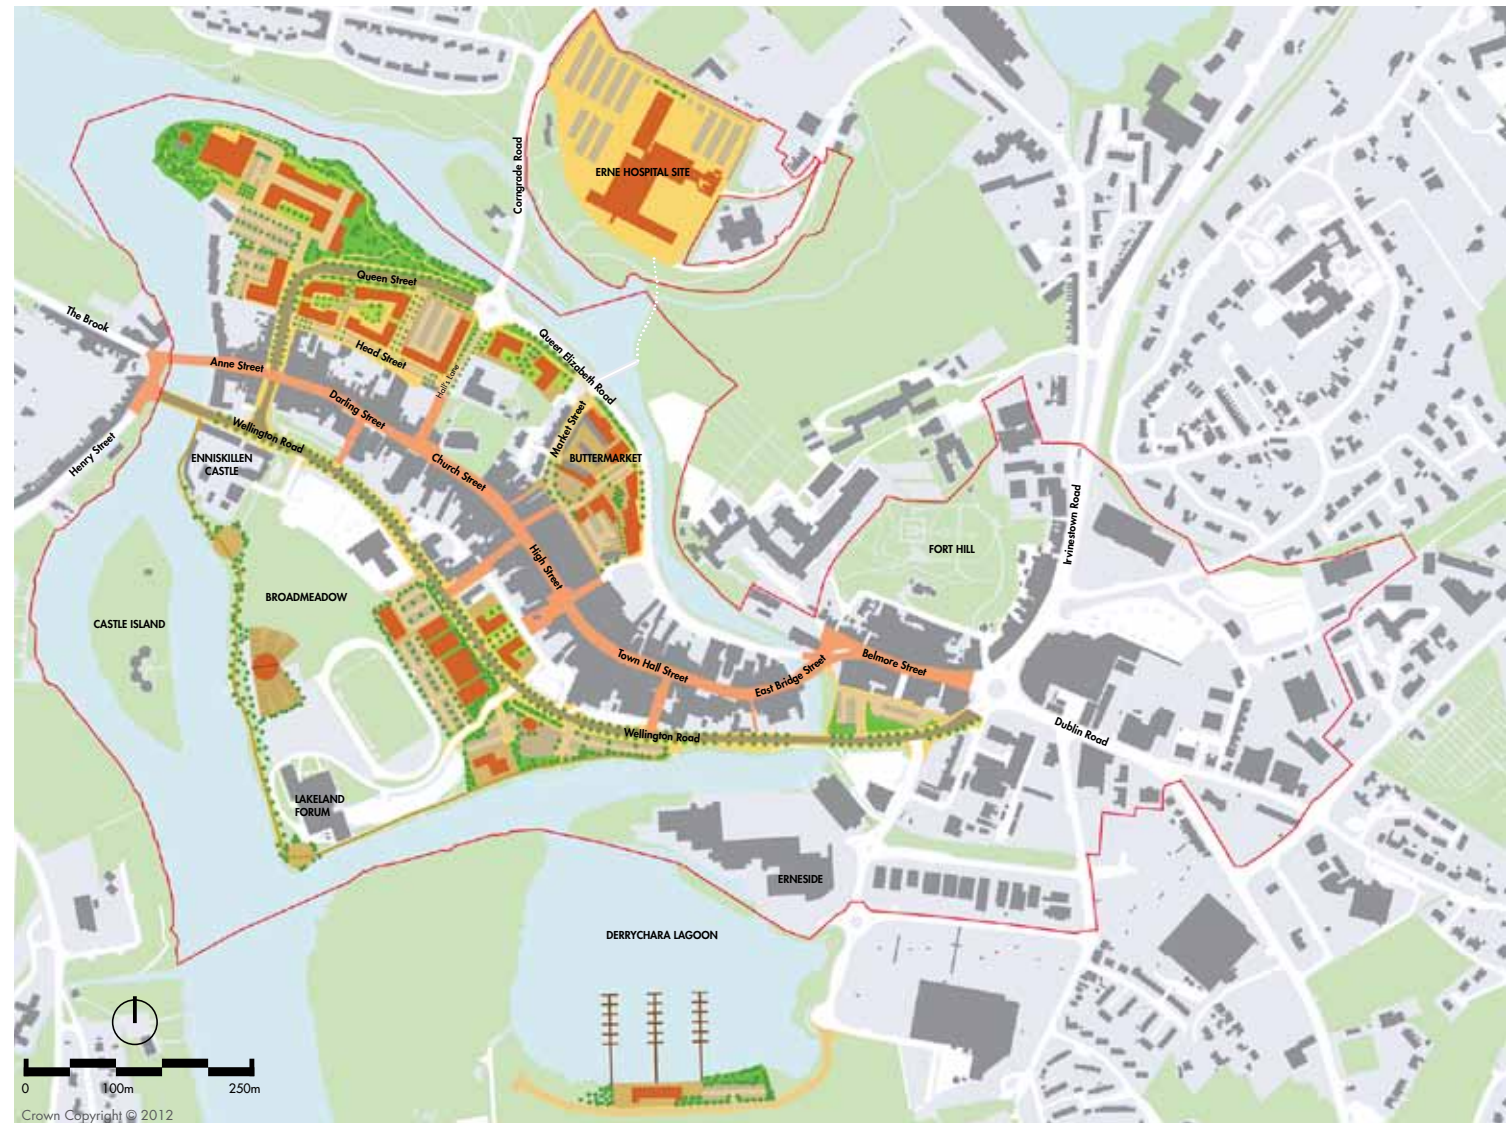 Corngrade Road
ERNE HOSPITAL SITE
Queen Street
The Brook
Queen Elizabeth Road
Head Street
Anne Street
Hall's Lane
Darling Street
Market Street
Wellington Road
Henry Street
ENNISKILLEN
CASTLE
Church Street
BUTTERMARKET
Irvinestown Road
FORT HILL
High Street
BROADMEADOW
CASTLE ISLAND
Town Hall Street
East Bridge Street
Belmore Street
Wellington Road
Dublin Road
LAKELAND
FORUM
ERNESIDE
DERRYCHARA LAGOON
0 100m 250m
Crown Copyright © 2012